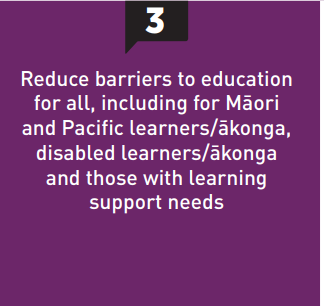 3
Reduce barriers to education
for all, including for Māori
and Pacific learners/ākonga,
disabled learners/ākonga
and those with learning
support needs